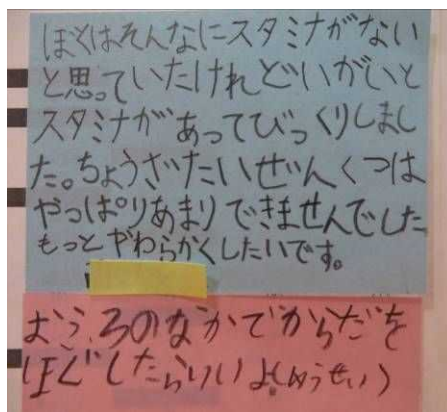 ぼくはそんなにスタミナがない
と思っていたけれどいがいと
スタミナがあってびっくりしまし
た。ちょうざたいぜんくつは
やっぱりあまりできませんでした
もっとやわらかくしたいです。
おふろのなかでからだを
ほぐしたらいいよ!(ゆうせい)